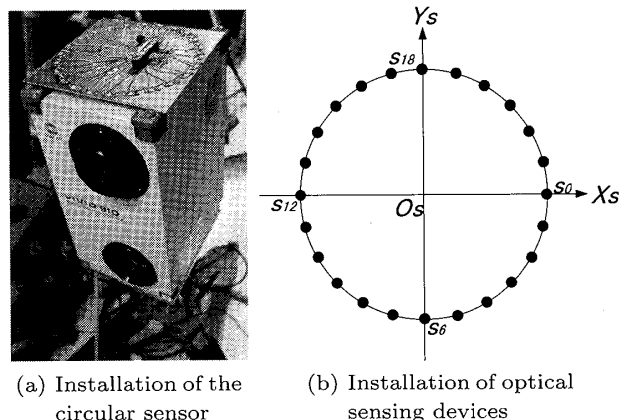 Ys
S18
S0
Xs
S12
Os
S6
(a) Installation of the
circular sensor
(b) Installation of optical
sensing devices